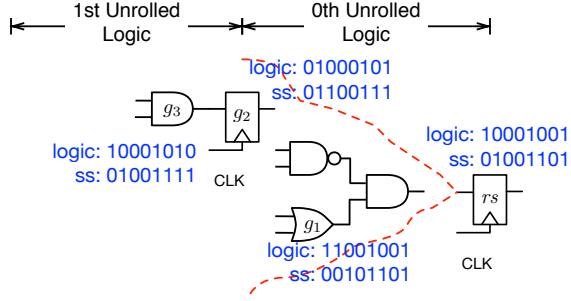 1st Unrolled Logic
0th Unrolled Logic
logic: 01000101
ss: 01100111
g3
g2
logic: 10001010
ss: 01001111
CLK
logic: 10001001
ss: 01001101
rs
g1
logic: 11001001
ss: 00101101
CLK